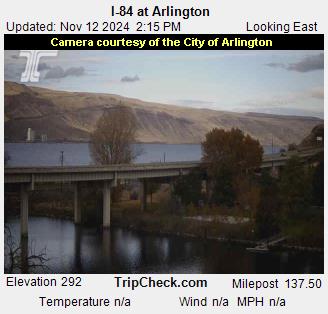 I-84 at Arlington
Updated: Nov 12 2024 2:15 PM Looking East
Camera courtesy of the City of Arlington
Elevation 292 TripCheck.com Milepost 137.50
Temperature n/a Wind n/a MPH n/a